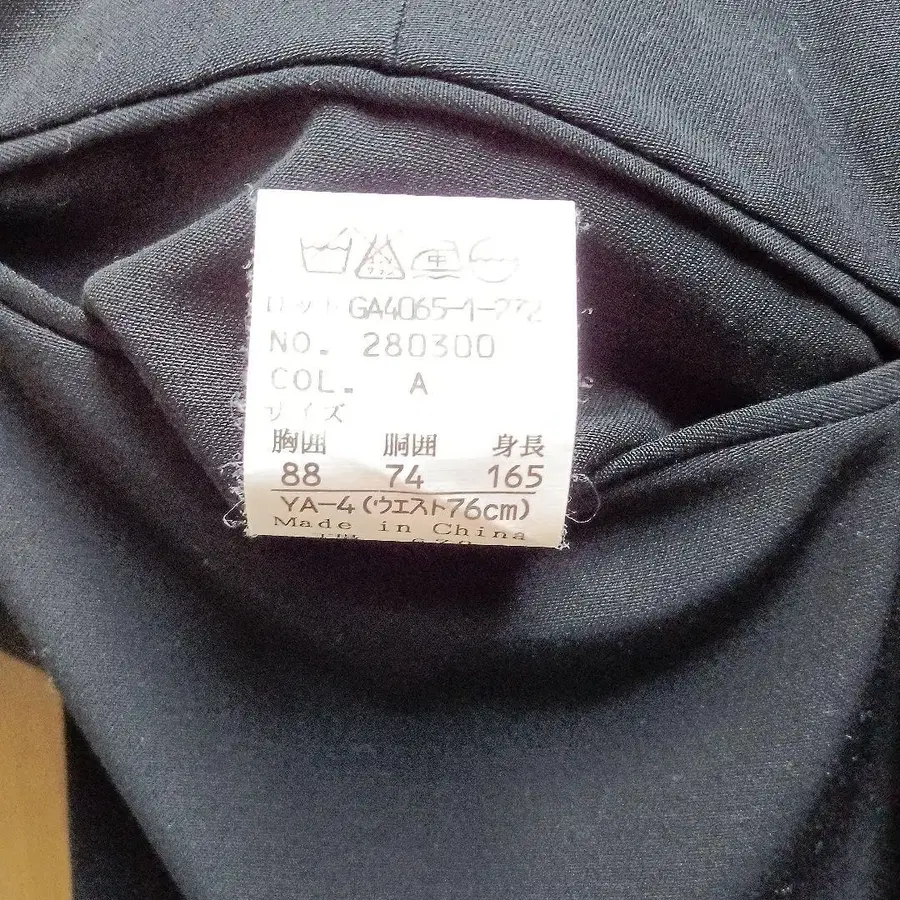 中
ロット GA4065-1-272
NO. 280300
COL. A
サイズ
胸囲 胴囲 身長
88 74 165
YA-4(ウエスト76cm)
Made in China